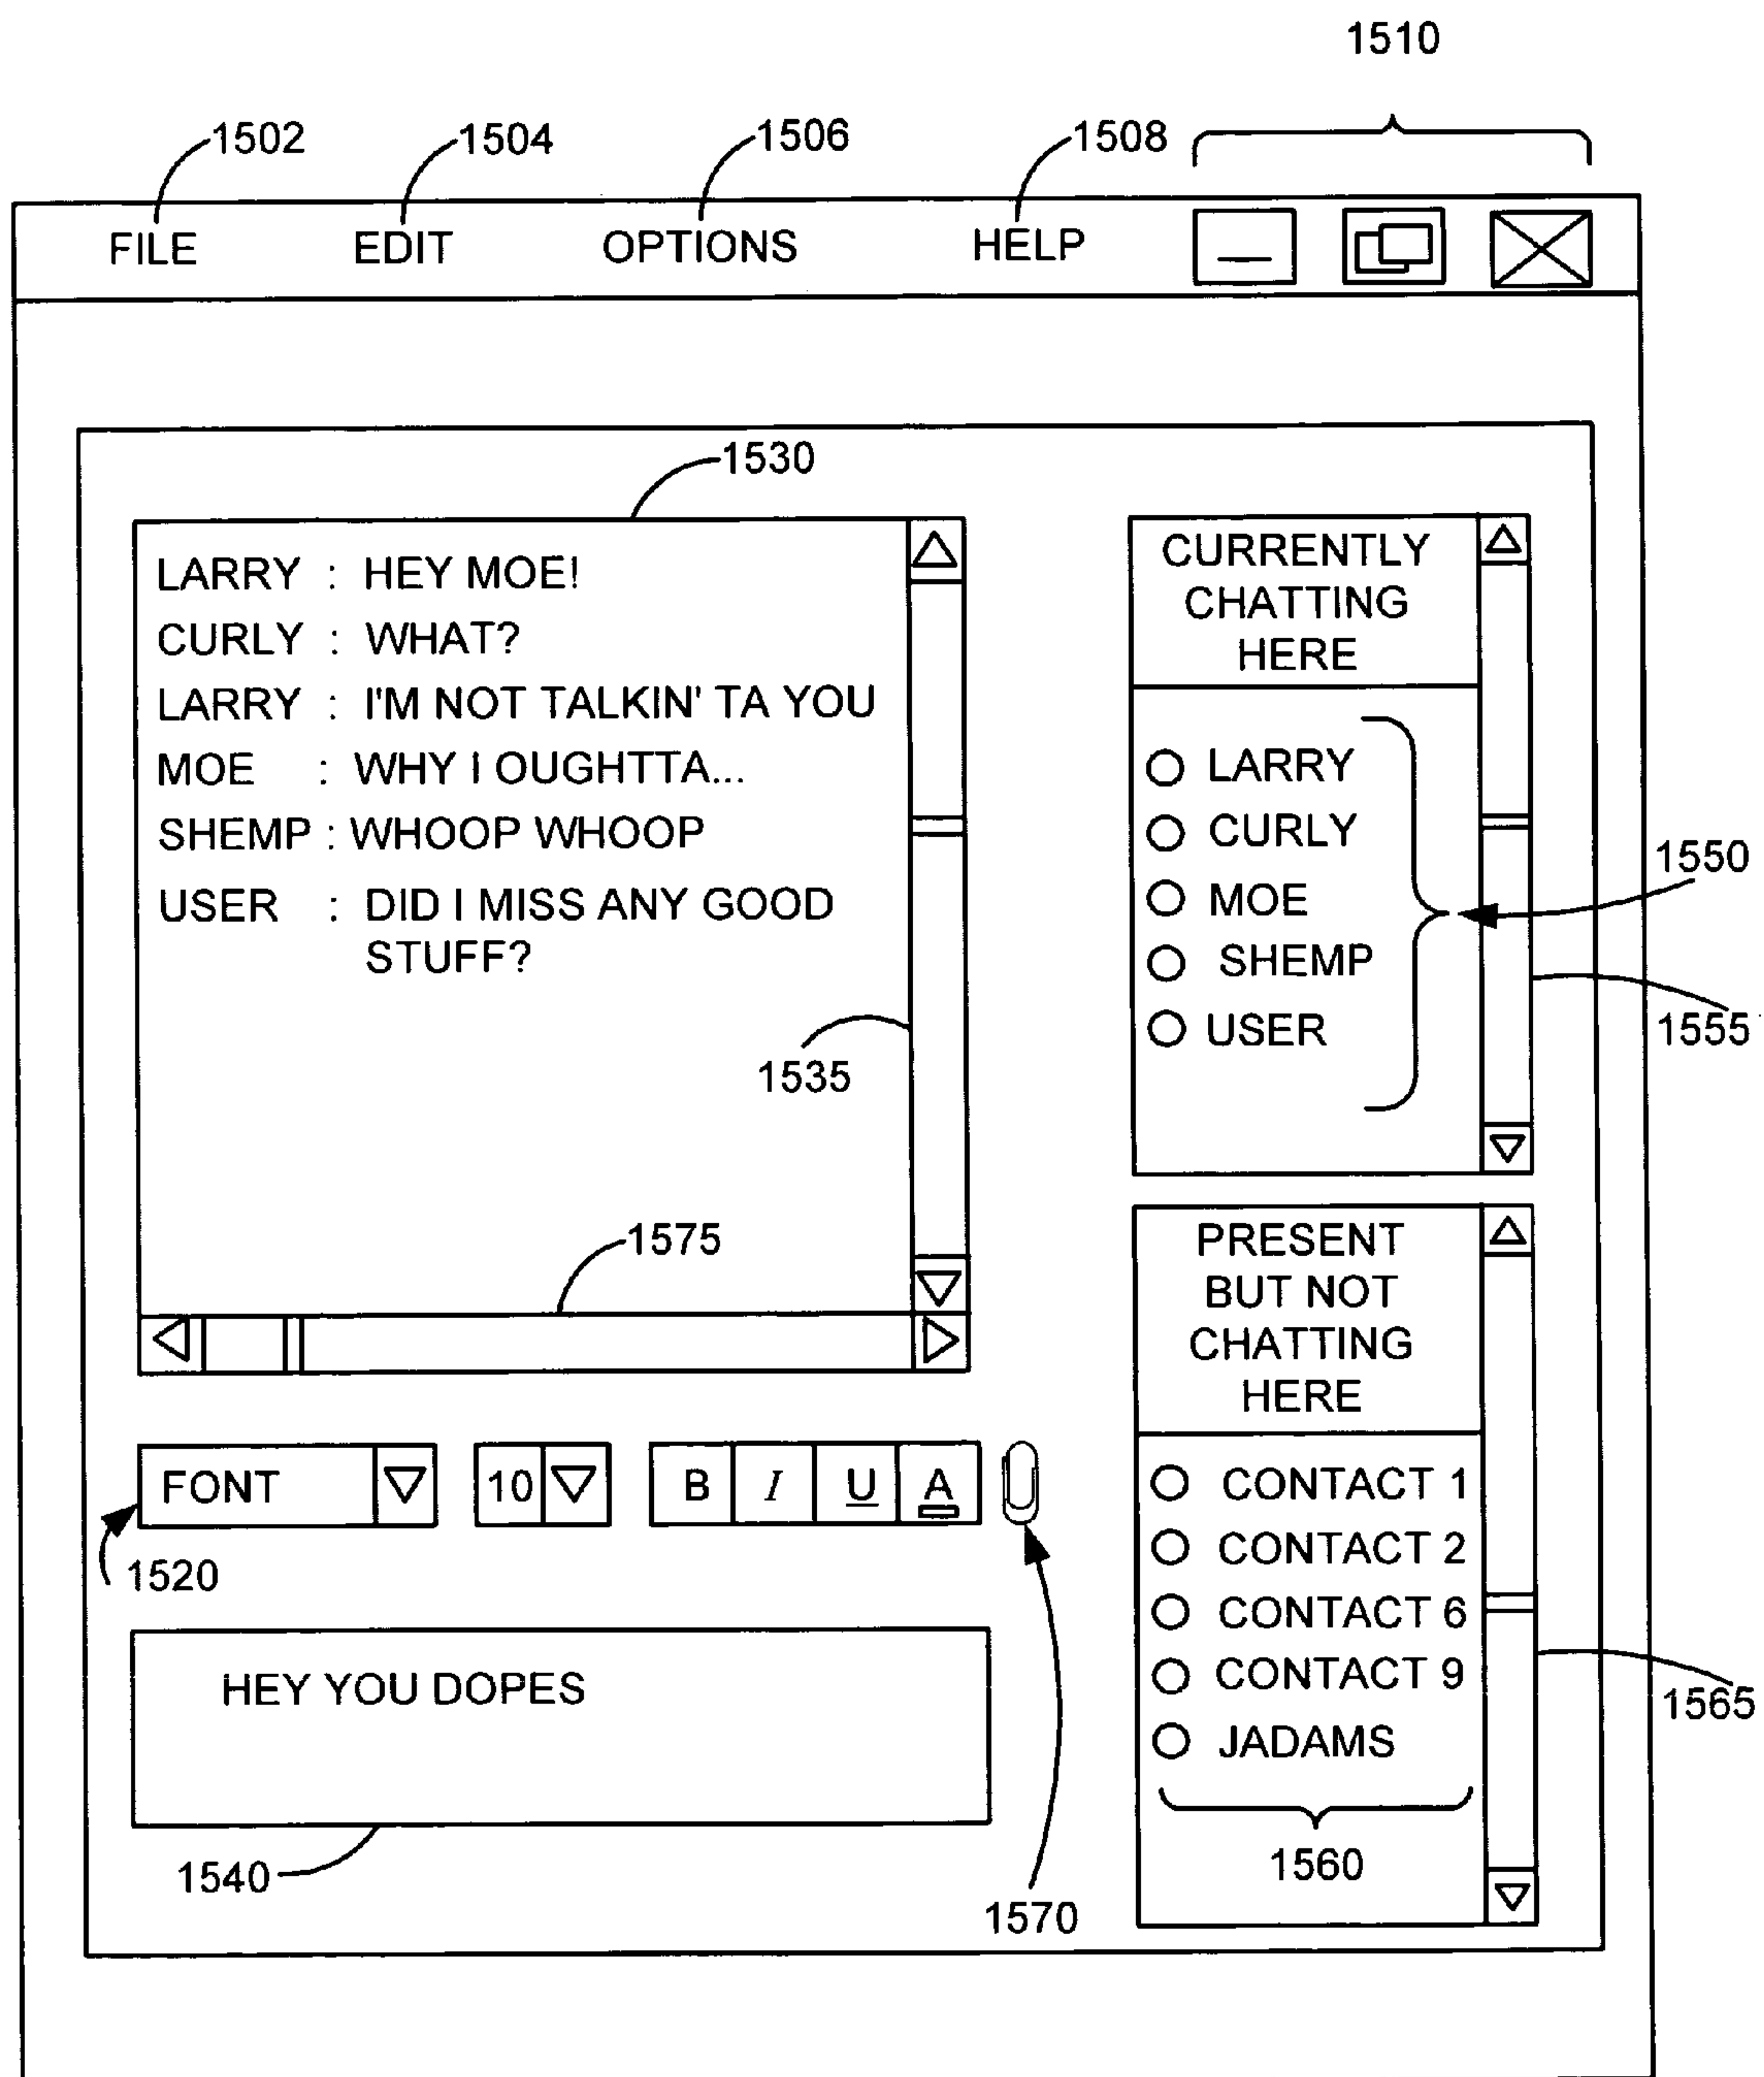 1510
1502
1504
1506
1508
FILE EDIT OPTIONS HELP
1530
LARRY : HEY MOE!
CURLY : WHAT?
LARRY : I'M NOT TALKIN' TA YOU
MOE : WHY I OUGHTTA...
SHEMP : WHOOP WHOOP
USER : DID I MISS ANY GOOD
STUFF?
1535
1575
CURRENTLY
CHATTING
HERE
LARRY
CURLY
MOE
SHEMP
USER
1550
1555
PRESENT
BUT NOT
CHATTING
HERE
CONTACT 1
CONTACT 2
CONTACT 6
CONTACT 9
JADAMS
1560
1565
FONT 10 B I U A
1520
1570
HEY YOU DOPES
1540